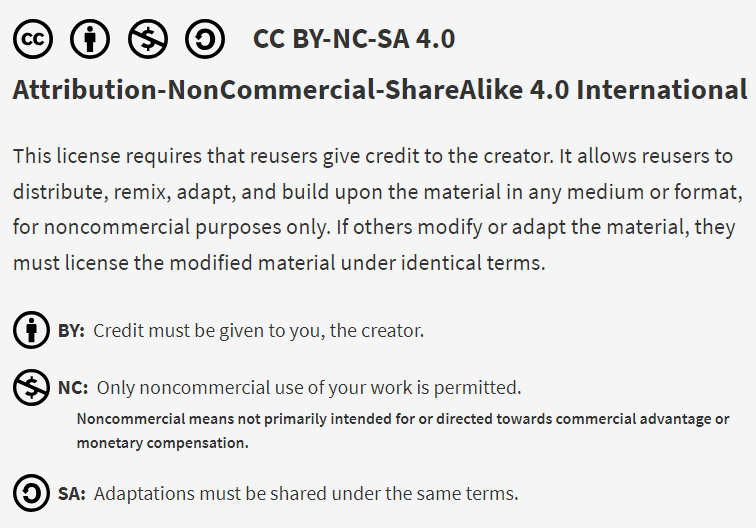 CC BY-NC-SA 4.0
Attribution-NonCommercial-ShareAlike 4.0 International
This license requires that reusers give credit to the creator. It allows reusers to
distribute, remix, adapt, and build upon the material in any medium or format,
for noncommercial purposes only. If others modify or adapt the material, they
must license the modified material under identical terms.
BY: Credit must be given to you, the creator.
NC: Only noncommercial use of your work is permitted.
Noncommercial means not primarily intended for or directed towards commercial advantage or
monetary compensation.
SA: Adaptations must be shared under the same terms.